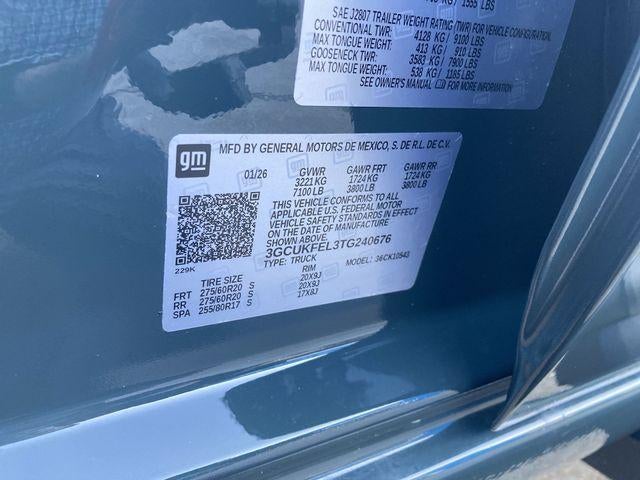 1555 LBS
SAE J2807 TRAILER WEIGHT RATING (TWR) FOR VEHICLE CONFIGURATION:
CONVENTIONAL TWR: 4128 KG / 9100 LBS
MAX TONGUE WEIGHT: 413 KG / 910 LBS
GOOSENECK TWR: 3583 KG / 7900 LBS
MAX TONGUE WEIGHT: 538 KG / 1185 LBS
SEE OWNER'S MANUAL FOR MORE INFORMATION
gm
MFD BY GENERAL MOTORS DE MEXICO, S. DE R.L. DE C.V.
01/26 GVWR GAWR FRT GAWR RR
3221 KG 1724 KG 1724 KG
7100 LB 3800 LB 3800 LB
THIS VEHICLE CONFORMS TO ALL
APPLICABLE U.S. FEDERAL MOTOR
VEHICLE SAFETY STANDARDS IN
EFFECT ON THE DATE OF MANUFACTURE
SHOWN ABOVE.
3GCUKFEL3TG240676
TYPE: TRUCK MODEL: 36CK10543
229K
TIRE SIZE RIM
FRT 275/60R20 S 20X9J
RR 275/60R20 S 20X9J
SPA 255/80R17 S 17X8J